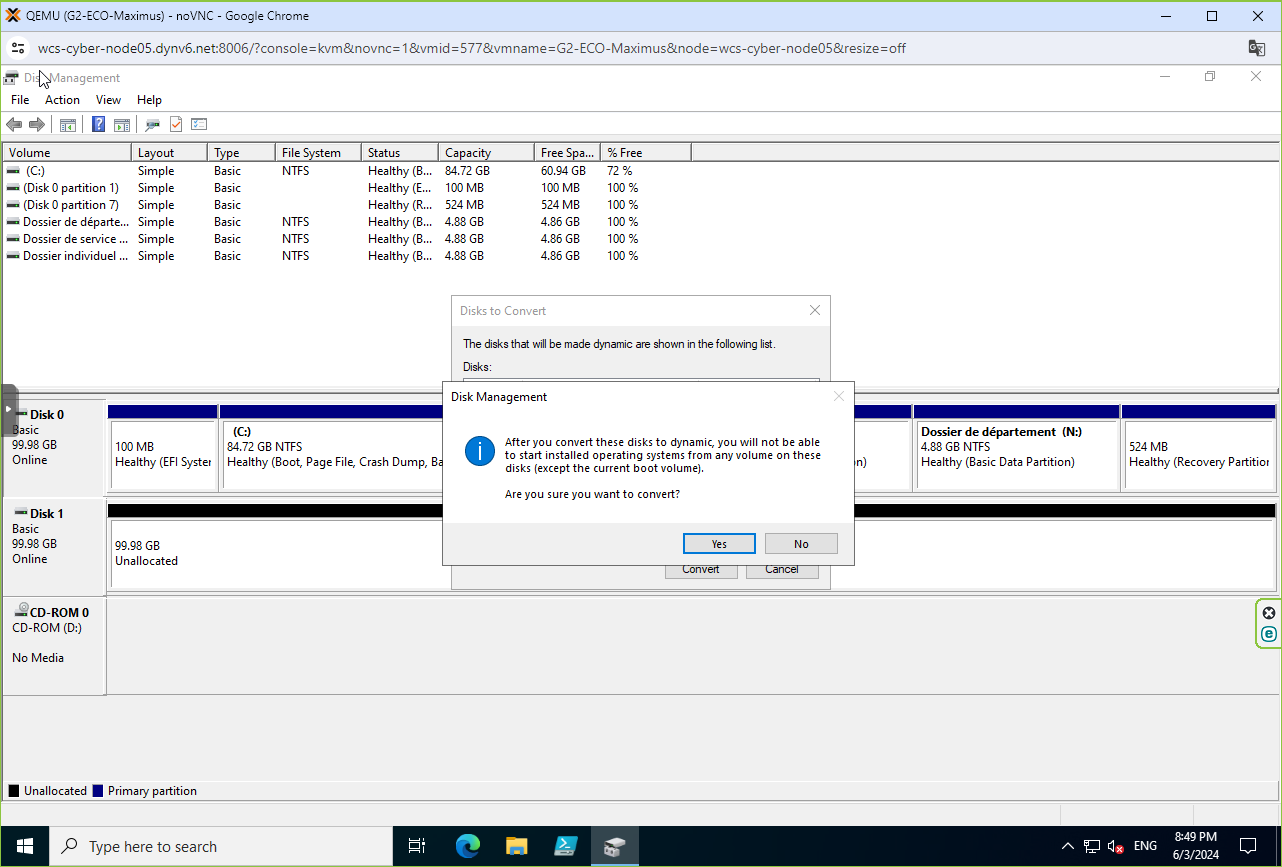 QEMU (G2-ECO-Maximus) - noVNC - Google Chrome
wcs-cyber-node05.dynv6.net:8006/?console=kvm&novnc=1&vmid=577&vmname=G2-ECO-Maximus&node=wcs-cyber-node05&resize=off
Disk Management
File Action View Help
Volume Layout Type File System Status Capacity Free Spa... % Free
(C:) Simple Basic NTFS Healthy (B... 84.72 GB 60.94 GB 72 %
(Disk 0 partition 1) Simple Basic Healthy (E... 100 MB 100 MB 100 %
(Disk 0 partition 7) Simple Basic Healthy (R... 524 MB 524 MB 100 %
Dossier de départe... Simple Basic NTFS Healthy (B... 4.88 GB 4.86 GB 100 %
Dossier de service ... Simple Basic NTFS Healthy (B... 4.88 GB 4.86 GB 100 %
Dossier individuel ... Simple Basic NTFS Healthy (B... 4.88 GB 4.86 GB 100 %
Disks to Convert
The disks that will be made dynamic are shown in the following list.
Disks:
Disk Management
After you convert these disks to dynamic, you will not be able
to start installed operating systems from any volume on these
disks (except the current boot volume).
Are you sure you want to convert?
Yes No
Convert Cancel
Disk 0
Basic
99.98 GB
Online
100 MB
Healthy (EFI Syster
(C:)
84.72 GB NTFS
Healthy (Boot, Page File, Crash Dump, Ba
on)
Dossier de département (N:)
4.88 GB NTFS
Healthy (Basic Data Partition)
524 MB
Healthy (Recovery Partitior
Disk 1
Basic
99.98 GB
Online
99.98 GB
Unallocated
CD-ROM 0
CD-ROM (D:)
No Media
Unallocated Primary partition
Type here to search
ENG
8:49 PM
6/3/2024